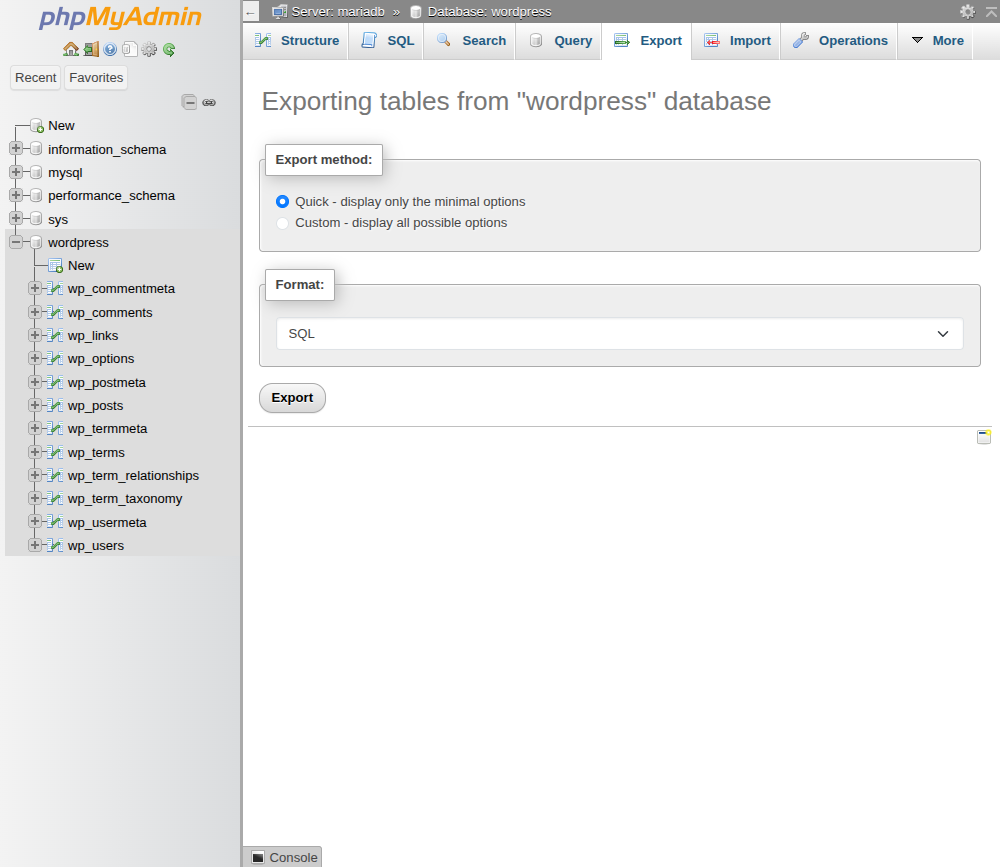 phpMyAdmin
Recent Favorites
New
information_schema
mysql
performance_schema
sys
wordpress
New
wp_commentmeta
wp_comments
wp_links
wp_options
wp_postmeta
wp_posts
wp_termmeta
wp_terms
wp_term_relationships
wp_term_taxonomy
wp_usermeta
wp_users
← Server: mariadb » Database: wordpress
Structure SQL Search Query Export Import Operations More
Exporting tables from "wordpress" database
Export method:
Quick - display only the minimal options
Custom - display all possible options
Format:
SQL
Export
Console